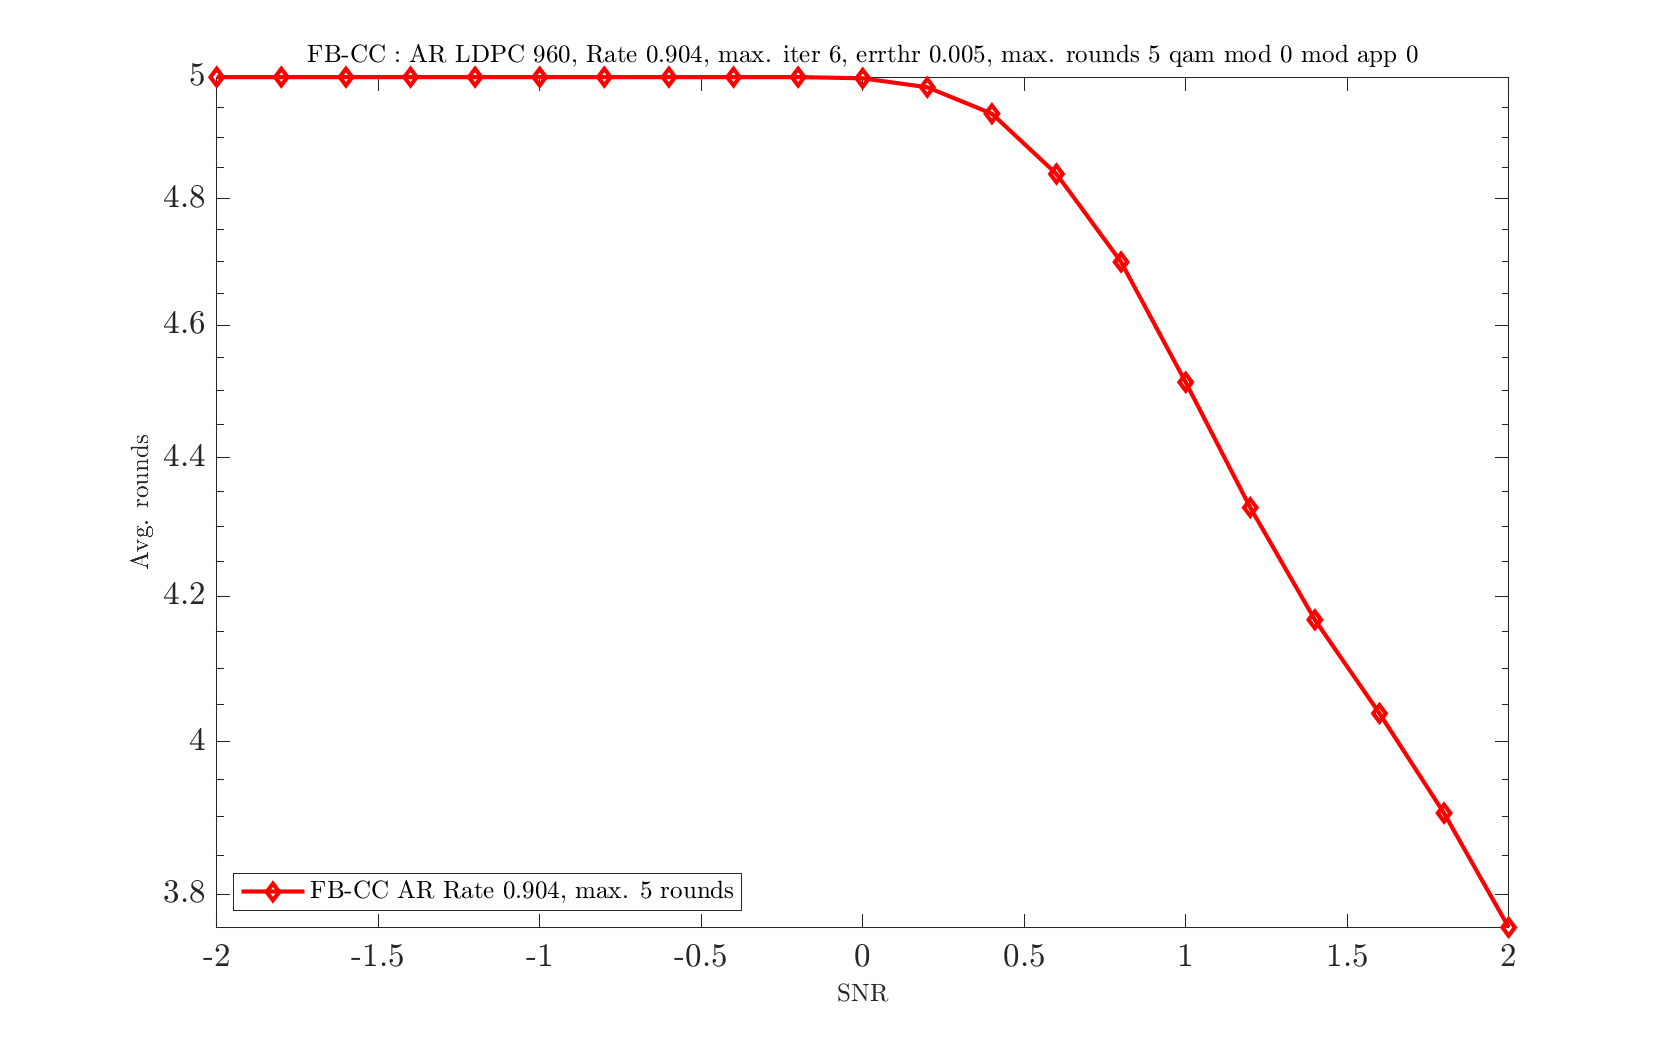 FB-CC : AR LDPC 960, Rate 0.904, max. iter 6, errthr 0.005, max. rounds 5 qam mod 0 mod app 0
5
4.8
4.6
4.4
4.2
4
3.8
Avg. rounds
FB-CC AR Rate 0.904, max. 5 rounds
-2 -1.5 -1 -0.5 0 0.5 1 1.5 2
SNR